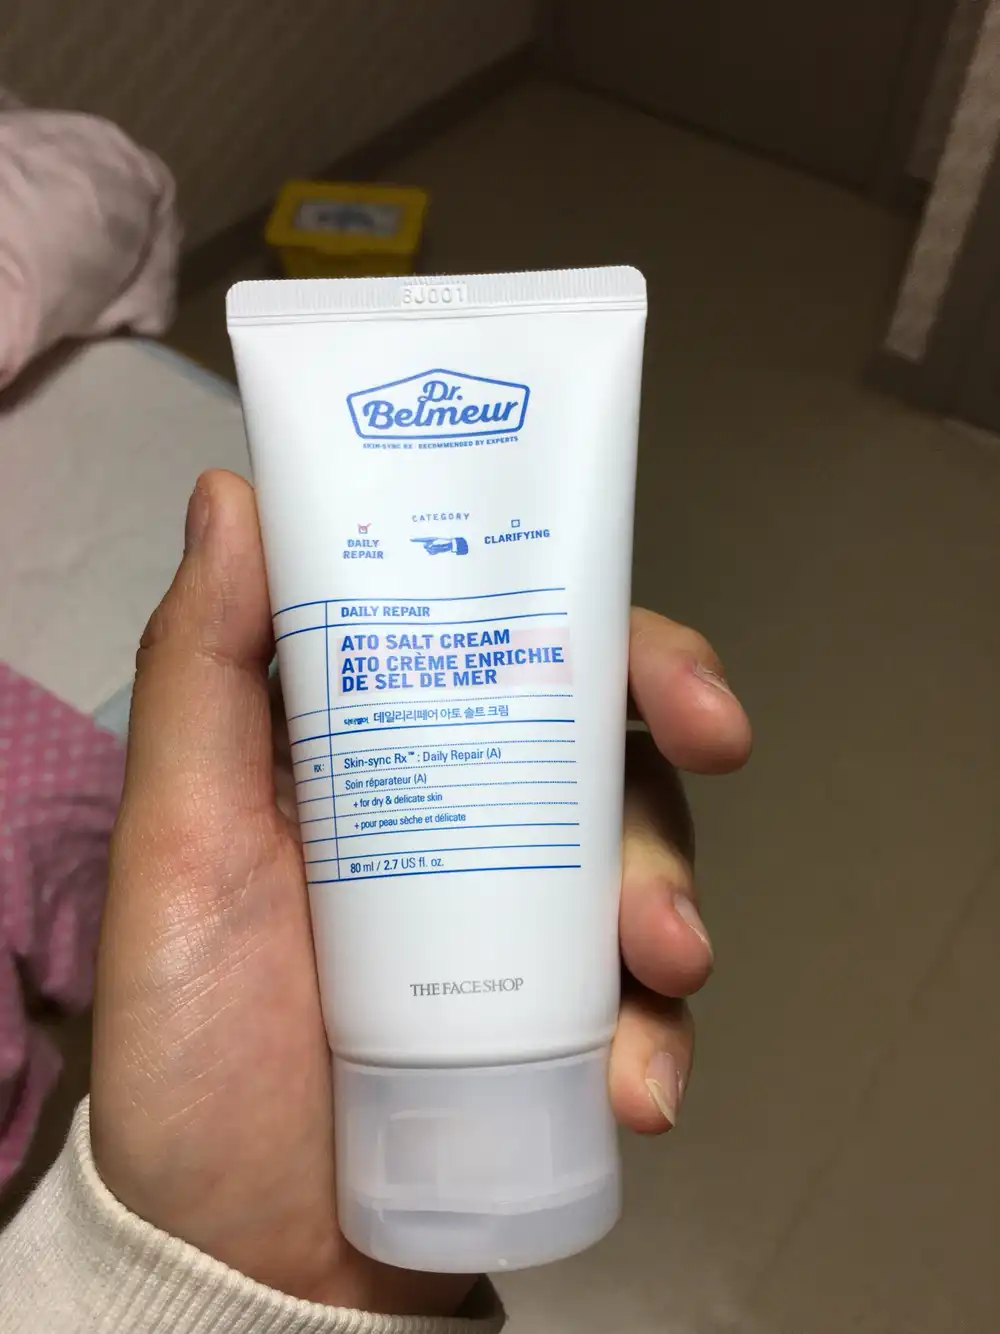 8J001
Dr.
Belmeur
SKIN-SYNC RX RECOMMENDED BY EXPERTS
CATEGORY
DAILY
REPAIR
CLARIFYING
DAILY REPAIR
ATO SALT CREAM
ATO CRÈME ENRICHIE
DE SEL DE MER
닥터벨머 데일리리페어 아토 솔트 크림
RX: Skin-sync Rx™ : Daily Repair (A)
Soin réparateur (A)
+ for dry & delicate skin
+ pour peau sèche et délicate
80 ml / 2.7 US fl. oz.
THE FACE SHOP